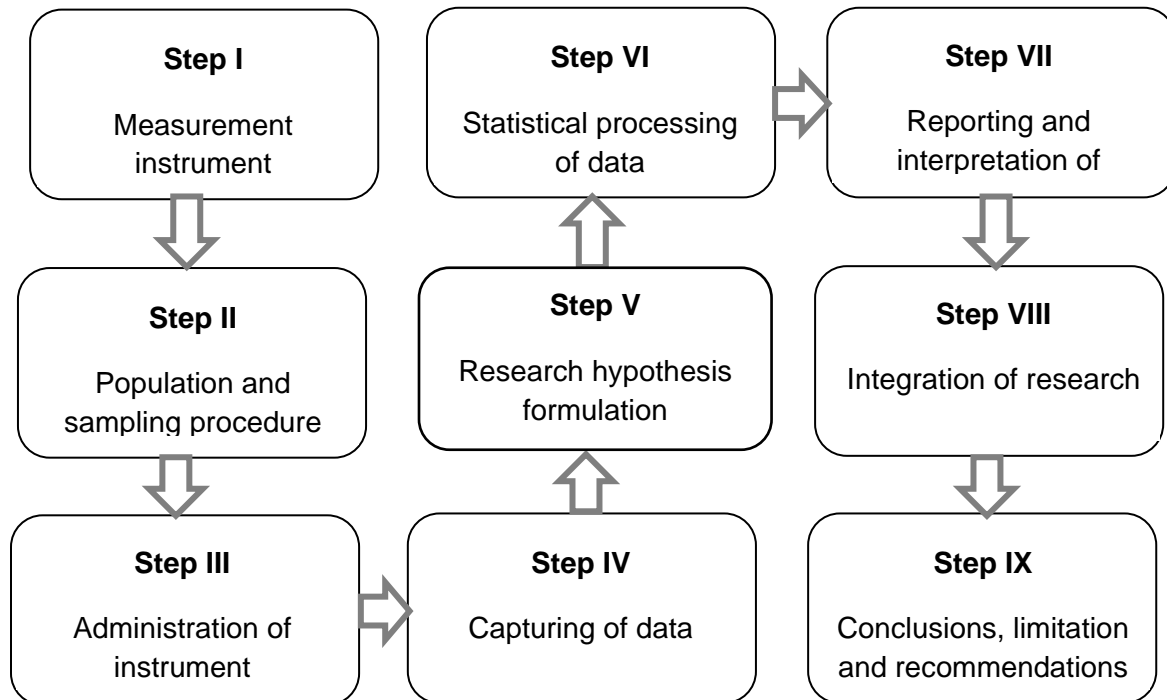 Step I
Measurement
instrument
Step II
Population and
sampling procedure
Step III
Administration of
instrument
Step IV
Capturing of data
Step V
Research hypothesis
formulation
Step VI
Statistical processing
of data
Step VII
Reporting and
interpretation of
Step VIII
Integration of research
Step IX
Conclusions, limitation
and recommendations